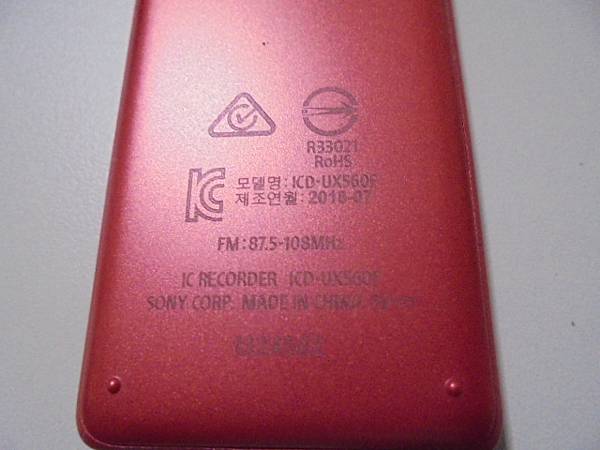 R33021
RoHS
KC
모델명: ICD-UX560F
제조연월: 2018-07
FM: 87.5-108MHz
IC RECORDER ICD-UX560F
SONY CORP. MADE IN CHINA